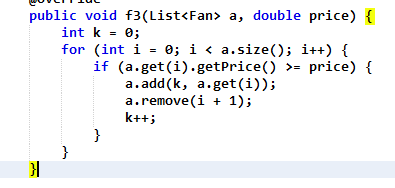 @Override
public void f3(List<Fan> a, double price) {
int k = 0;
for (int i = 0; i < a.size(); i++) {
if (a.get(i).getPrice() >= price) {
a.add(k, a.get(i));
a.remove(i + 1);
k++;
}
}
}